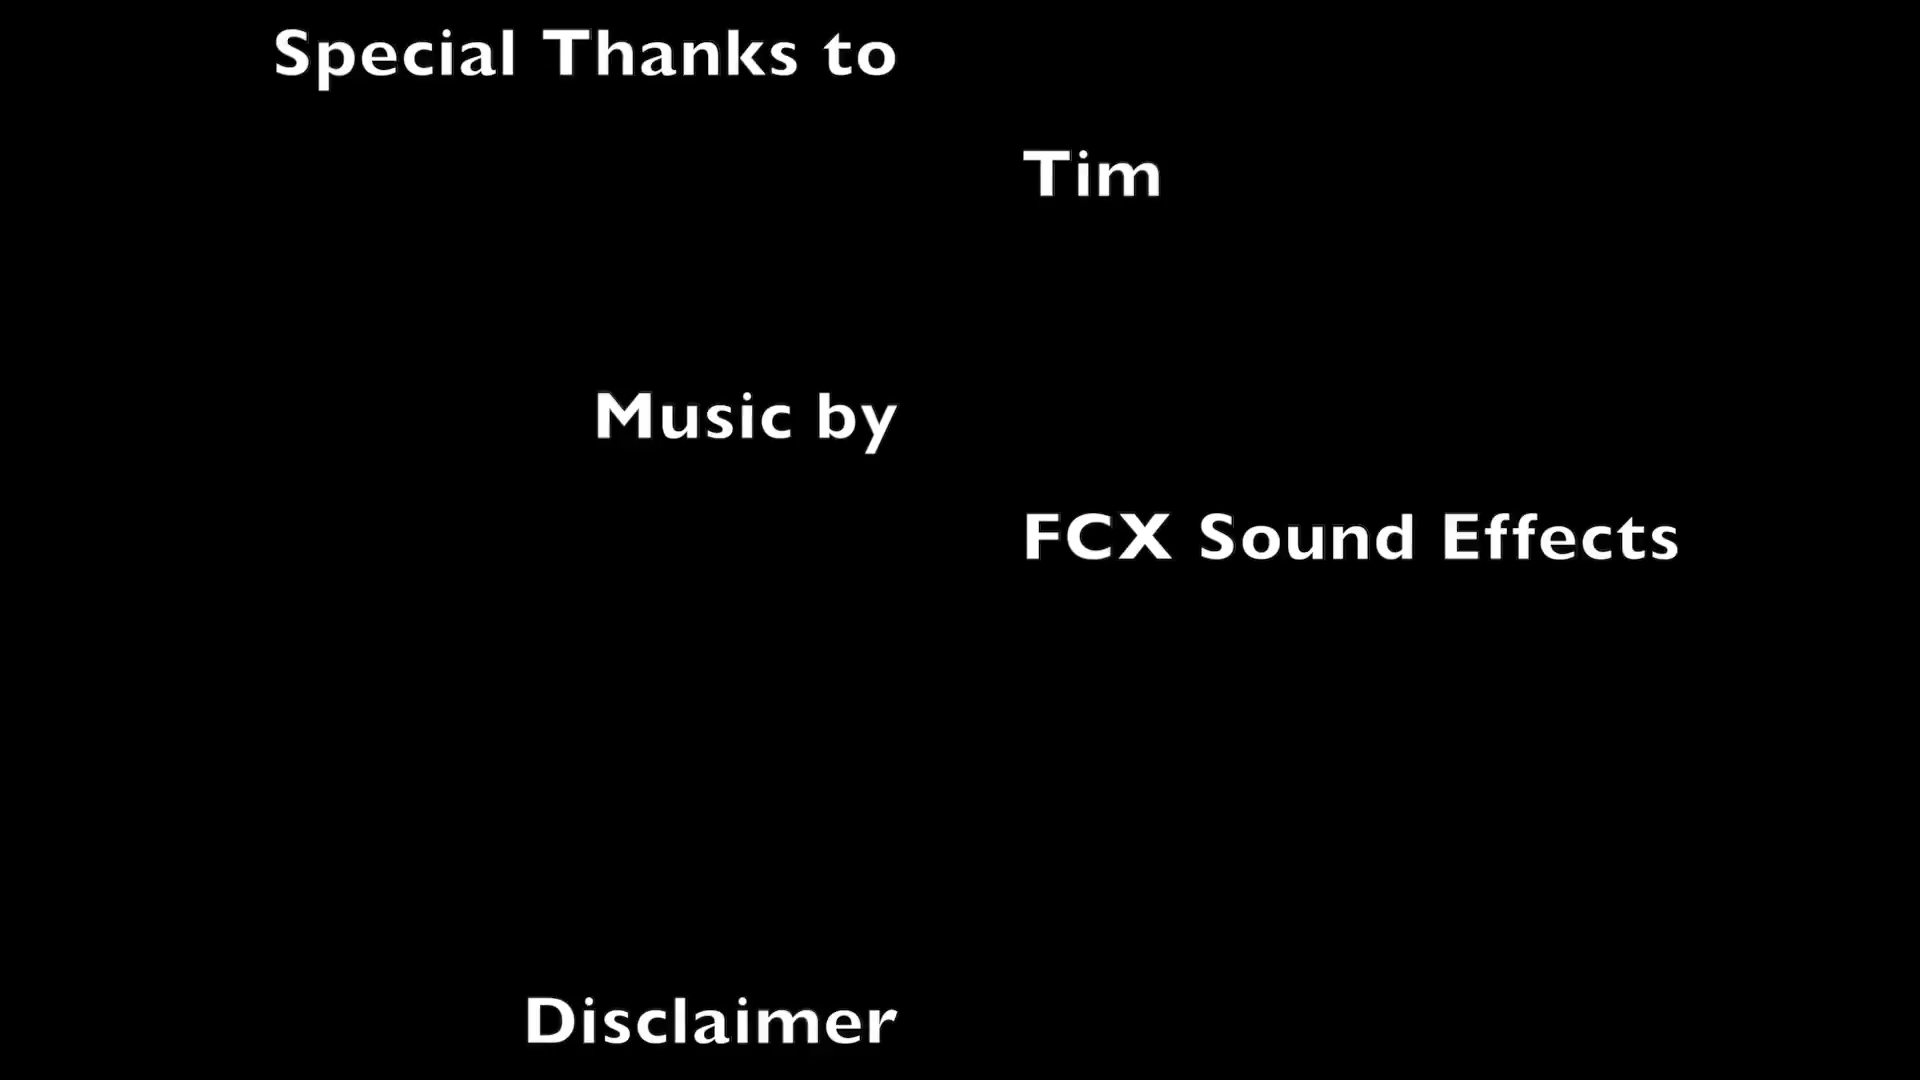 Special Thanks to
Tim
Music by
FCX Sound Effects
Disclaimer